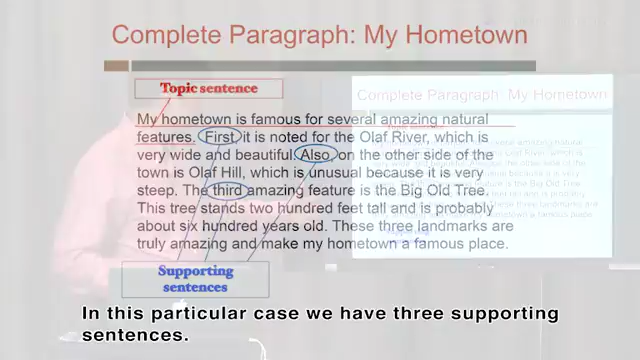 Complete Paragraph: My Hometown
Topic sentence
My hometown is famous for several amazing natural
features. First, it is noted for the Olaf River, which is
very wide and beautiful. Also, on the other side of the
town is Olaf Hill, which is unusual because it is very
steep. The third amazing feature is the Big Old Tree.
This tree stands two hundred feet tall and is probably
about six hundred years old. These three landmarks are
truly amazing and make my hometown a famous place.
Supporting
sentences
Complete Paragraph: My Hometown
In this particular case we have three supporting
sentences.